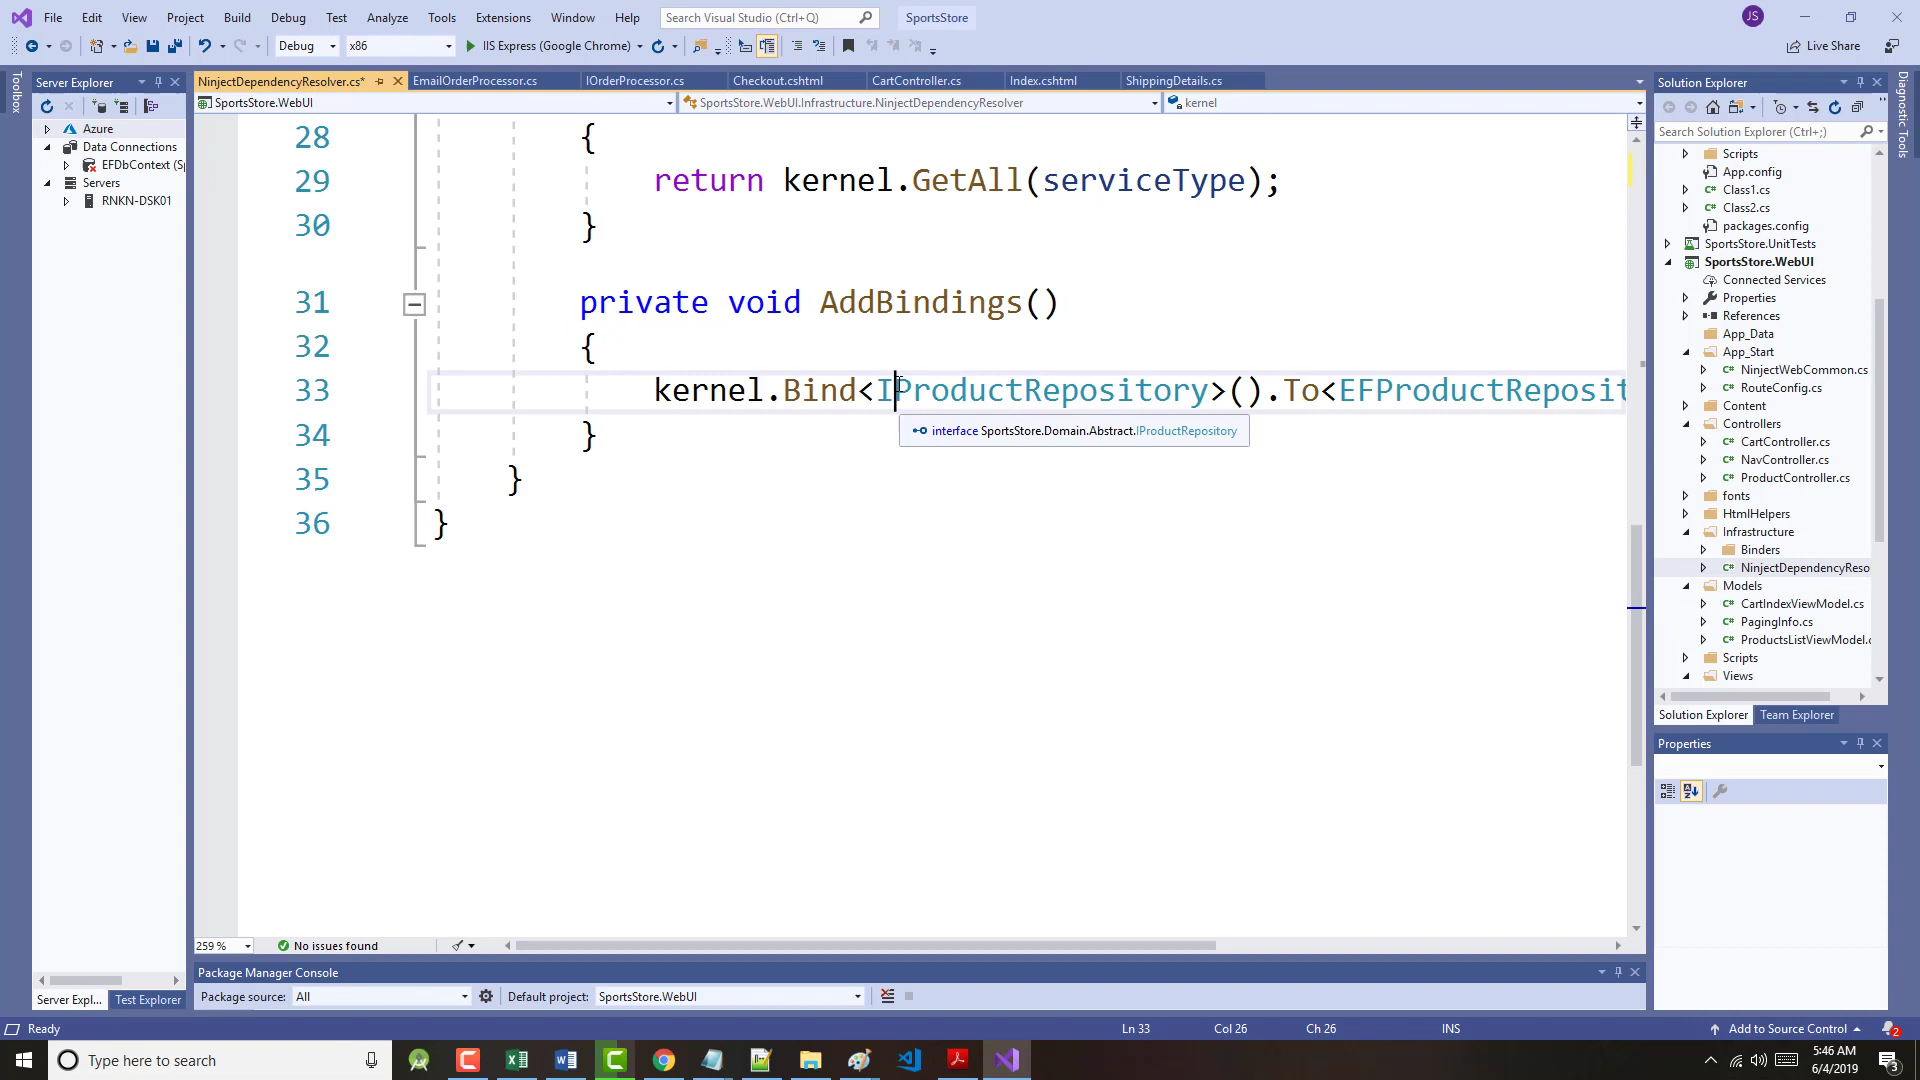 File Edit View Project Build Debug Test Analyze Tools Extensions Window Help Search Visual Studio (Ctrl+Q) SportsStore JS
Debug x86 IIS Express (Google Chrome) Live Share
Toolbox
Server Explorer
Azure
Data Connections
EFDbContext (Sp
Servers
RNKN-DSK01
Server Expl... Test Explorer
NinjectDependencyResolver.cs* EmailOrderProcessor.cs IOrderProcessor.cs Checkout.cshtml CartController.cs Index.cshtml ShippingDetails.cs
SportsStore.WebUI SportsStore.WebUI.Infrastructure.NinjectDependencyResolver kernel
28 {
29 return kernel.GetAll(serviceType);
30 }
31 private void AddBindings()
32 {
33 kernel.Bind<IProductRepository>().To<EFProductReposit
interface SportsStore.Domain.Abstract.IProductRepository
34 }
35 }
36 }
259 % No issues found
Package Manager Console
Package source: All Default project: SportsStore.WebUI
Solution Explorer
Search Solution Explorer (Ctrl+;)
Scripts
App.config
Class1.cs
Class2.cs
packages.config
SportsStore.UnitTests
SportsStore.WebUI
Connected Services
Properties
References
App_Data
App_Start
NinjectWebCommon.cs
RouteConfig.cs
Content
Controllers
CartController.cs
NavController.cs
ProductController.cs
fonts
HtmlHelpers
Infrastructure
Binders
NinjectDependencyReso
Models
CartIndexViewModel.cs
PagingInfo.cs
ProductsListViewModel.c
Scripts
Views
Solution Explorer Team Explorer
Properties
Diagnostic Tools
Ready Ln 33 Col 26 Ch 26 INS Add to Source Control 2
Type here to search
5:46 AM
6/4/2019
3